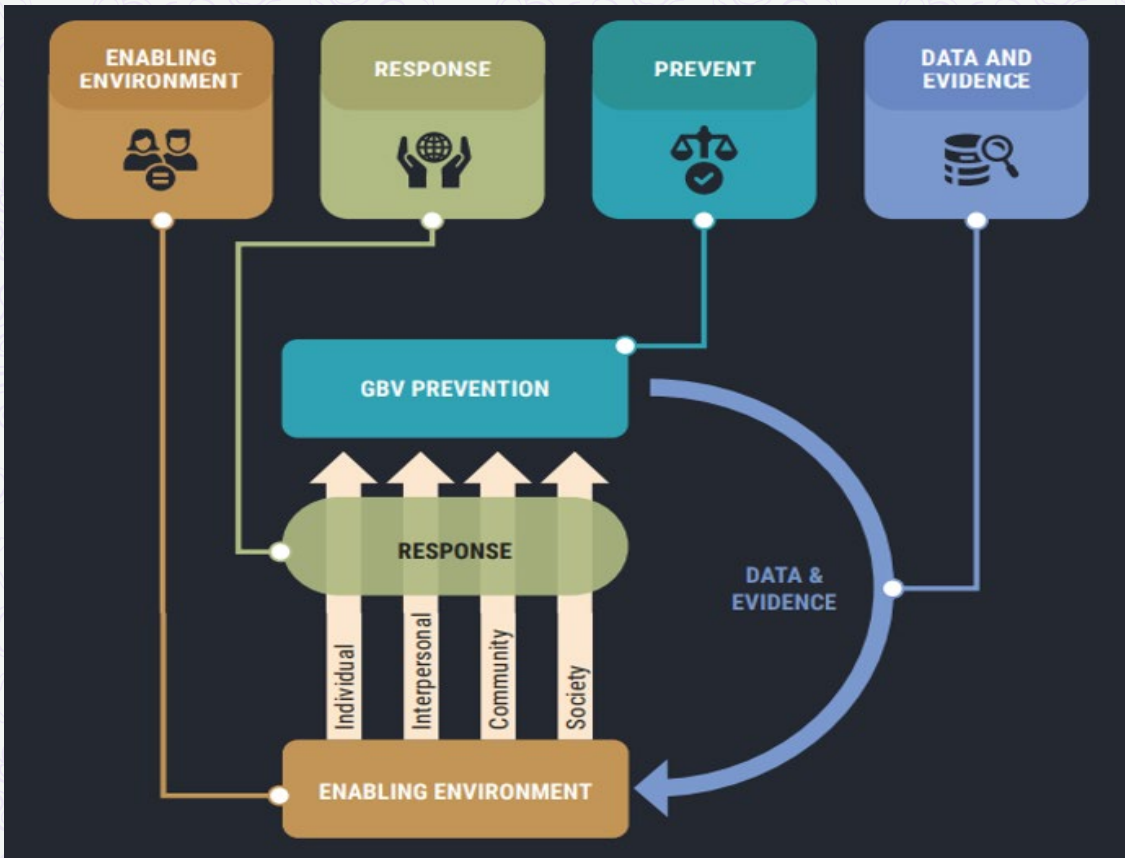 ENABLING
ENVIRONMENT
RESPONSE
PREVENT
DATA AND
EVIDENCE
GBV PREVENTION
RESPONSE
DATA &
EVIDENCE
Individual
Interpersonal
Community
Society
ENABLING ENVIRONMENT